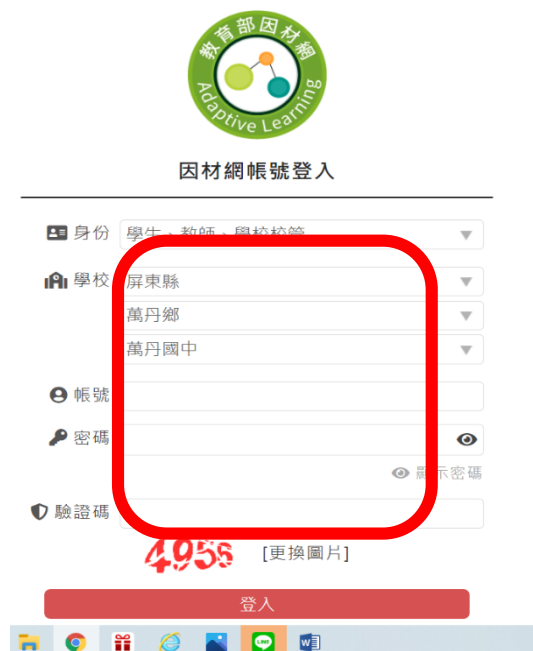 教育部因材網
Adaptive Learning
因材網帳號登入
身份 學生、教師、學校校管
學校 屏東縣
萬丹鄉
萬丹國中
帳號
密碼
顯示密碼
驗證碼
4956 [更換圖片]
登入
LINE
W